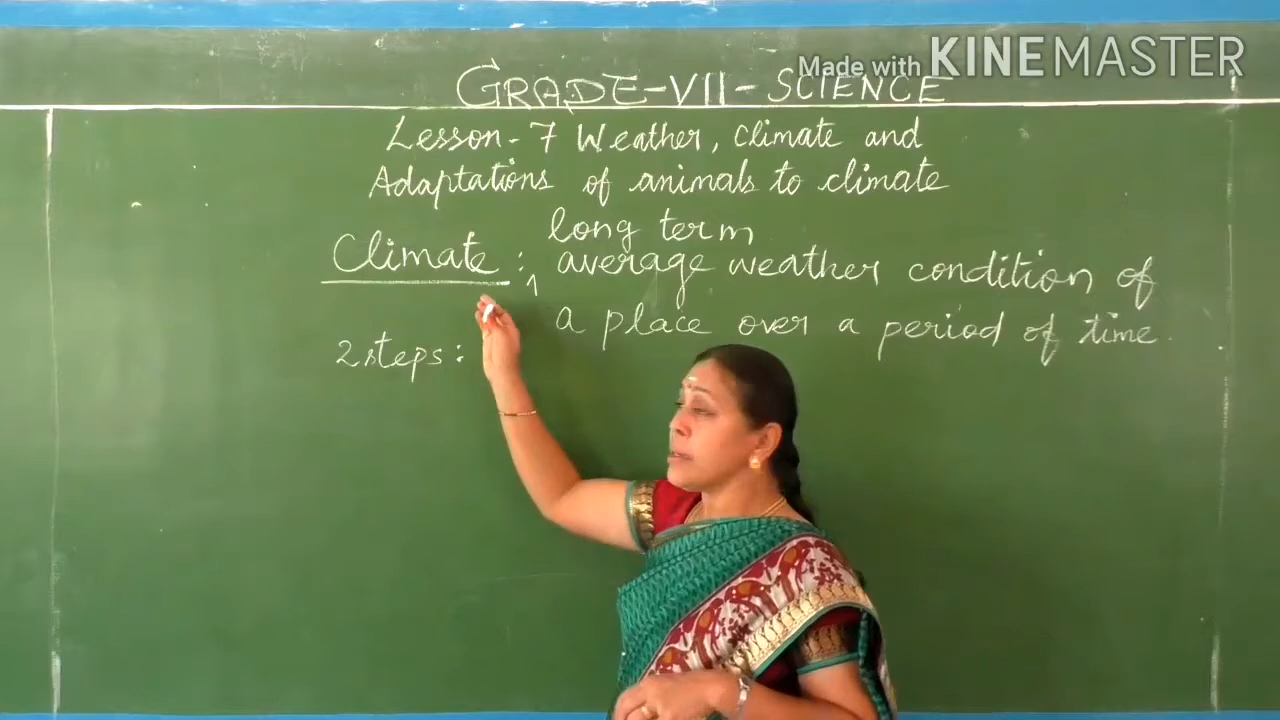 Made with KINEMASTER
GRADE-VII-SCIENCE
Lesson-7 Weather, Climate and
Adaptations of animals to climate
long term
Climate : ^ average weather condition of
a place over a period of time.
2 steps :